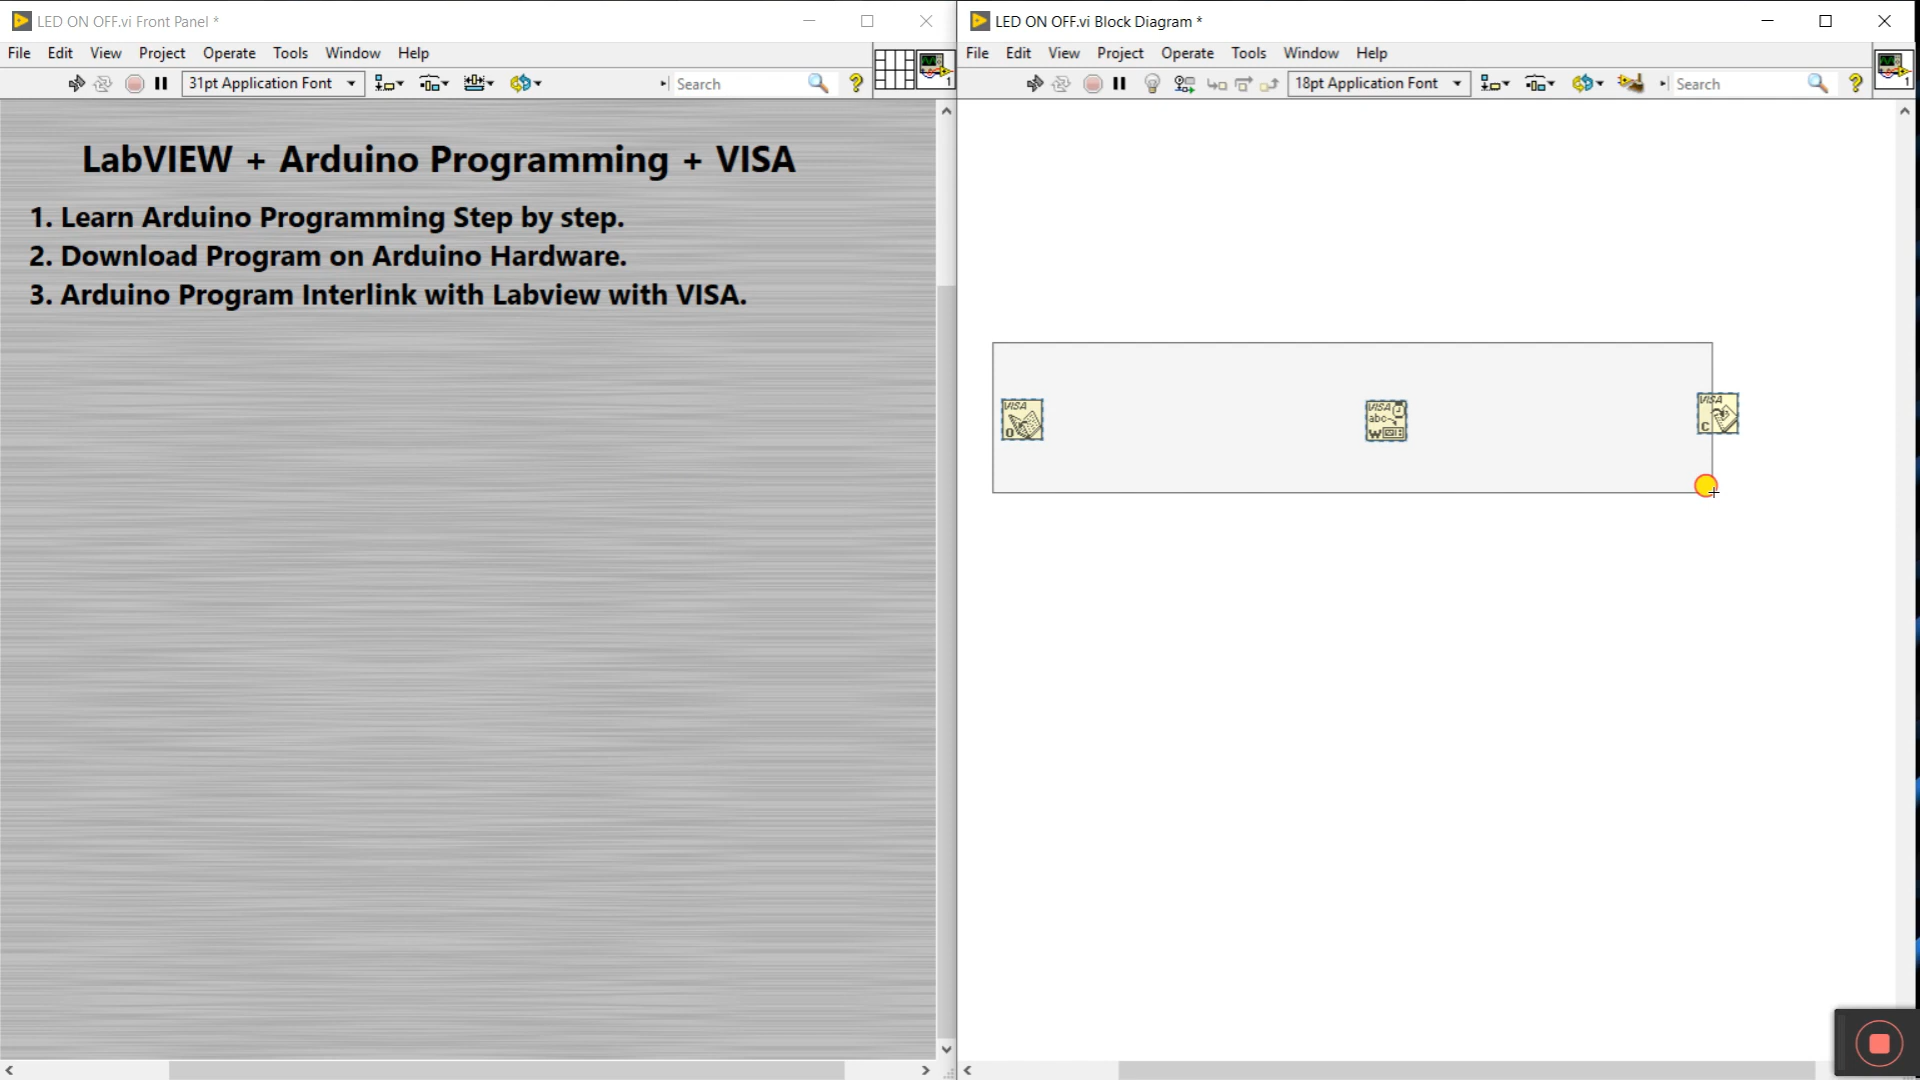 LED ON OFF.vi Front Panel *
File Edit View Project Operate Tools Window Help
31pt Application Font
Search
1
LabVIEW + Arduino Programming + VISA
1. Learn Arduino Programming Step by step.
2. Download Program on Arduino Hardware.
3. Arduino Program Interlink with Labview with VISA.
LED ON OFF.vi Block Diagram *
File Edit View Project Operate Tools Window Help
18pt Application Font
Search
1
VISA
O
VISA
abc
W
VISA
C